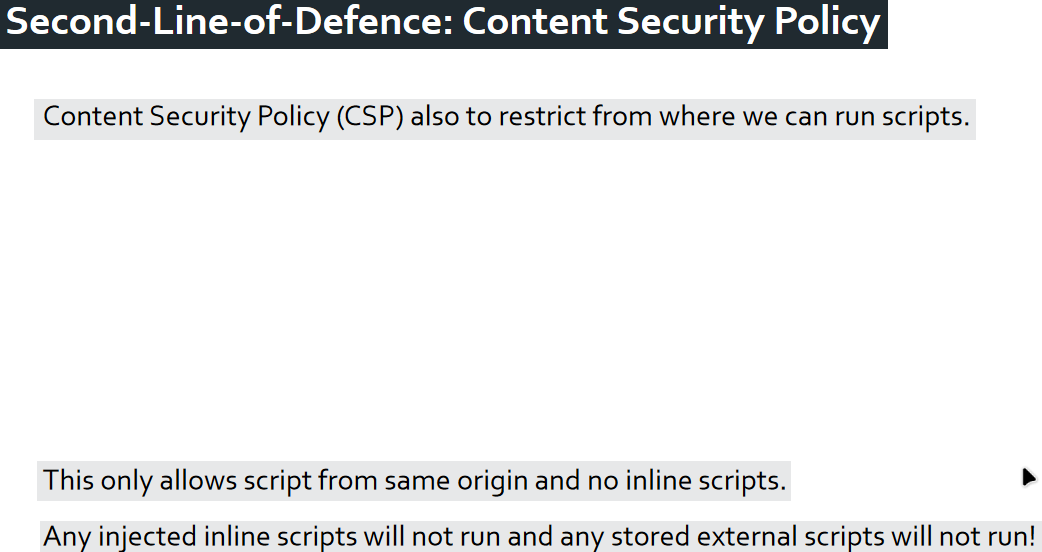 Second-Line-of-Defence: Content Security Policy
Content Security Policy (CSP) also to restrict from where we can run scripts.
This only allows script from same origin and no inline scripts.
Any injected inline scripts will not run and any stored external scripts will not run!